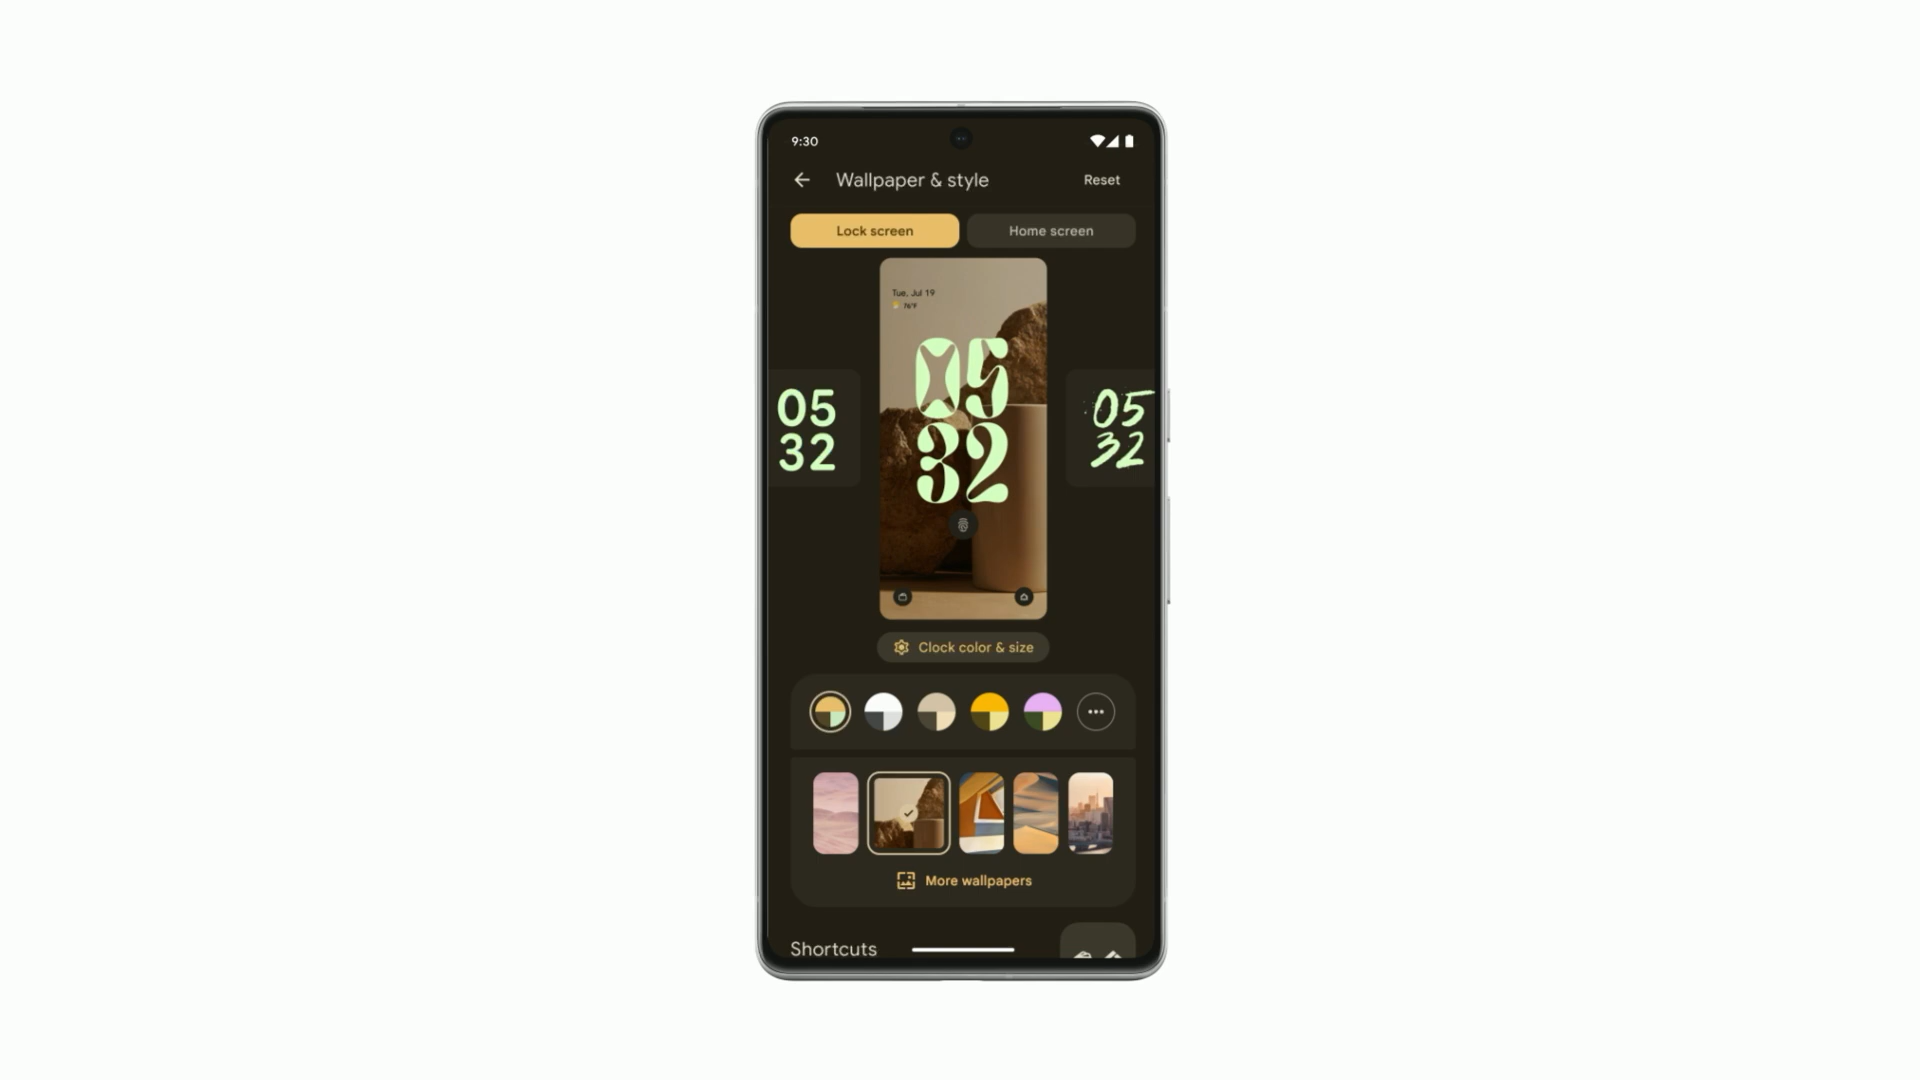 9:30
Wallpaper & style
Reset
Lock screen
Home screen
Tue, Jul 19
76°F
05
32
05
32
05
32
Clock color & size
More wallpapers
Shortcuts